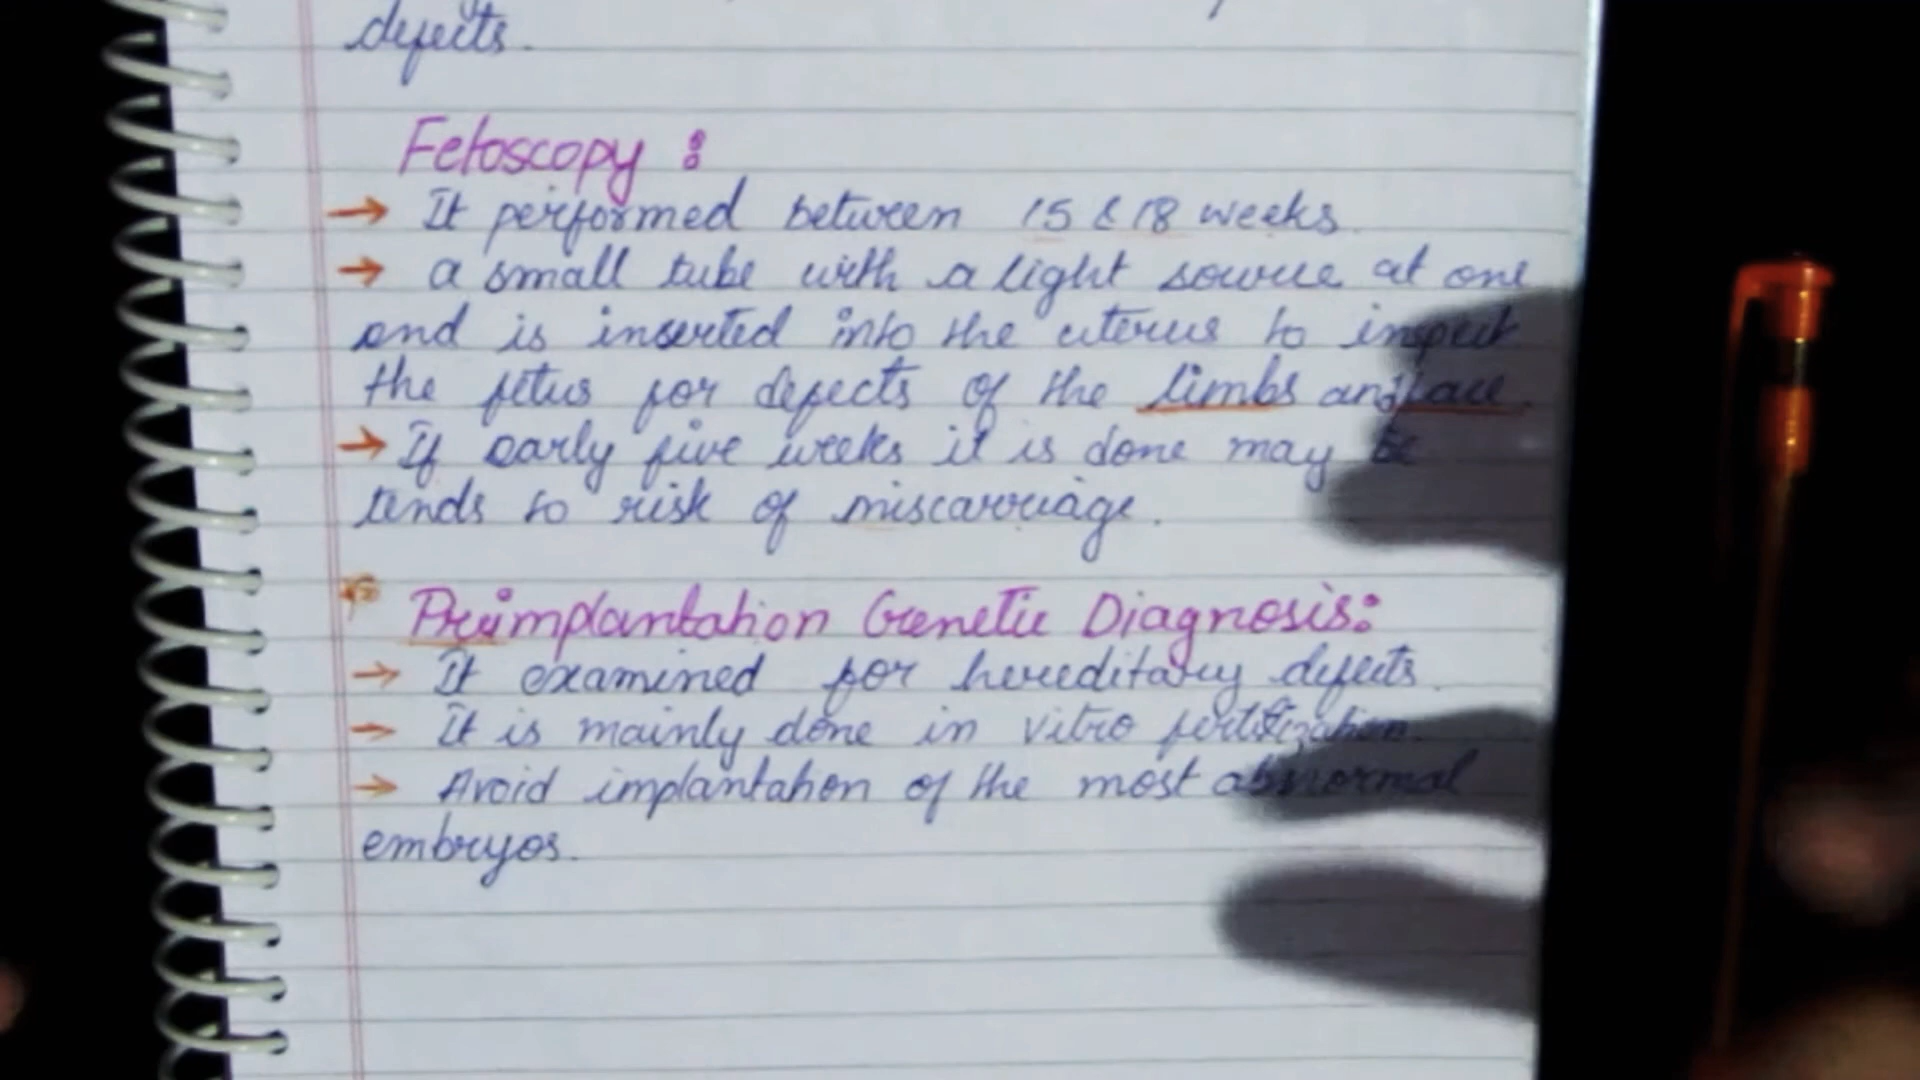 defects.
Fetoscopy :
→ It performed between 15 & 18 weeks.
→ a small tube with a light source at one
end is inserted into the uterus to inspect
the fetus for defects of the limbs and face.
→ If early five weeks it is done may be
tends to risk of miscarriage.
Preimplantation Genetic Diagnosis:
→ It examined for hereditary defects.
→ It is mainly done in vitro fertilization.
→ Avoid implantation of the most abnormal
embryos.